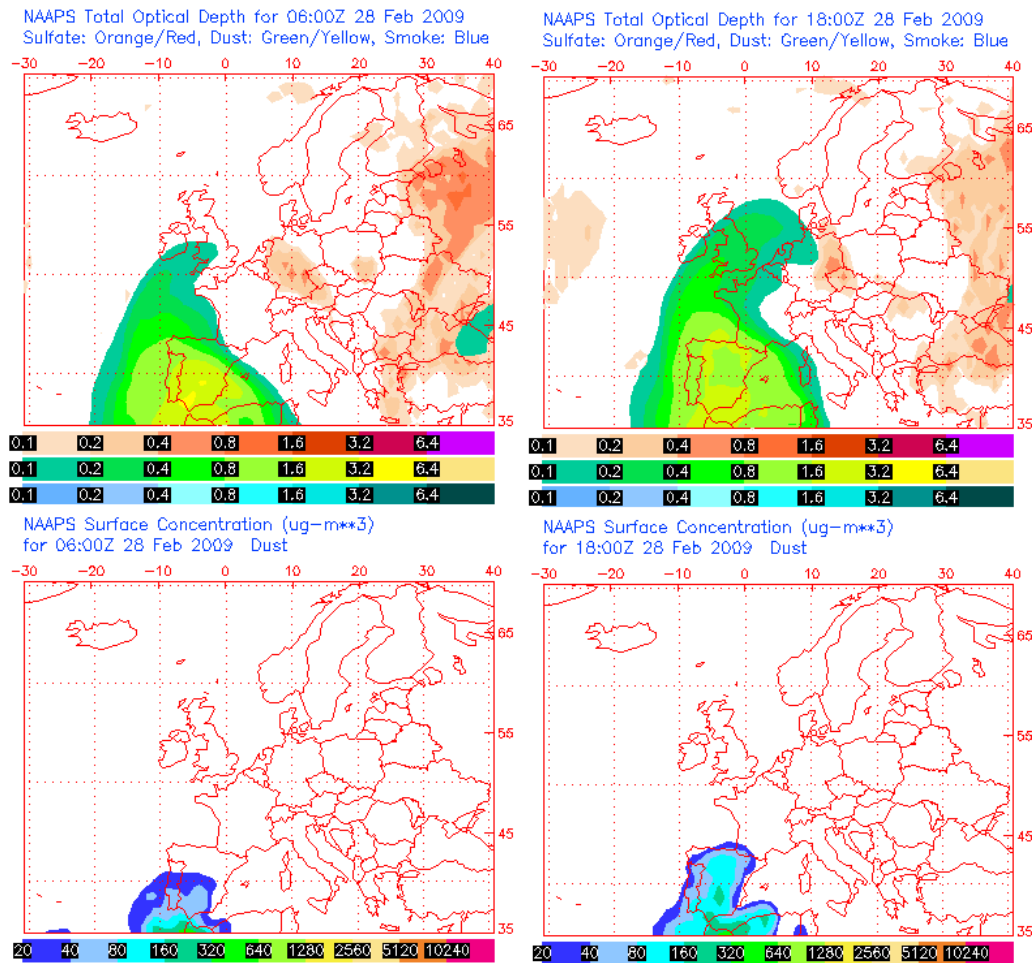 NAAPS Total Optical Depth for 06:00Z 28 Feb 2009
Sulfate: Orange/Red, Dust: Green/Yellow, Smoke: Blue
-30 -20 -10 0 10 20 30 40
65
55
45
35
0.1 0.2 0.4 0.8 1.6 3.2 6.4
0.1 0.2 0.4 0.8 1.6 3.2 6.4
0.1 0.2 0.4 0.8 1.6 3.2 6.4
NAAPS Total Optical Depth for 18:00Z 28 Feb 2009
Sulfate: Orange/Red, Dust: Green/Yellow, Smoke: Blue
-30 -20 -10 0 10 20 30 40
65
55
45
35
0.1 0.2 0.4 0.8 1.6 3.2 6.4
0.1 0.2 0.4 0.8 1.6 3.2 6.4
0.1 0.2 0.4 0.8 1.6 3.2 6.4
NAAPS Surface Concentration (ug-m**3)
for 06:00Z 28 Feb 2009 Dust
-30 -20 -10 0 10 20 30 40
65
55
45
35
20 40 80 160 320 640 1280 2560 5120 10240
NAAPS Surface Concentration (ug-m**3)
for 18:00Z 28 Feb 2009 Dust
-30 -20 -10 0 10 20 30 40
65
55
45
35
20 40 80 160 320 640 1280 2560 5120 10240